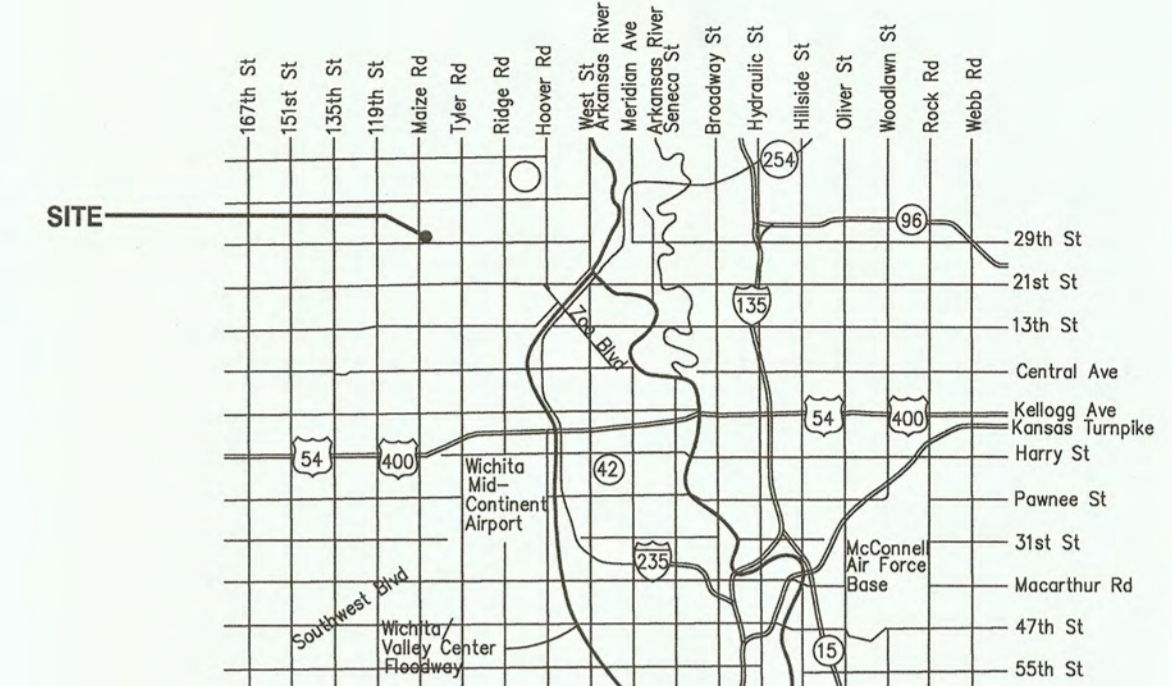 167th St
151st St
135th St
119th St
Maize Rd
Tyler Rd
Ridge Rd
Hoover Rd
West St
Arkansas River
Meridian Ave
Arkansas River
Seneca St
Broadway St
Hydraulic St
Hillside St
Oliver St
Woodlawn St
Rock Rd
Webb Rd
254
SITE
96
29th St
21st St
135
13th St
Zoo Blvd
Central Ave
54
400
Kellogg Ave
Kansas Turnpike
54
400
42
Harry St
Wichita
Mid-
Continent
Airport
Pawnee St
31st St
235
McConnell
Air Force
Base
Macarthur Rd
Southwest Blvd
Wichita/
Valley Center
Floodway
47th St
15
55th St